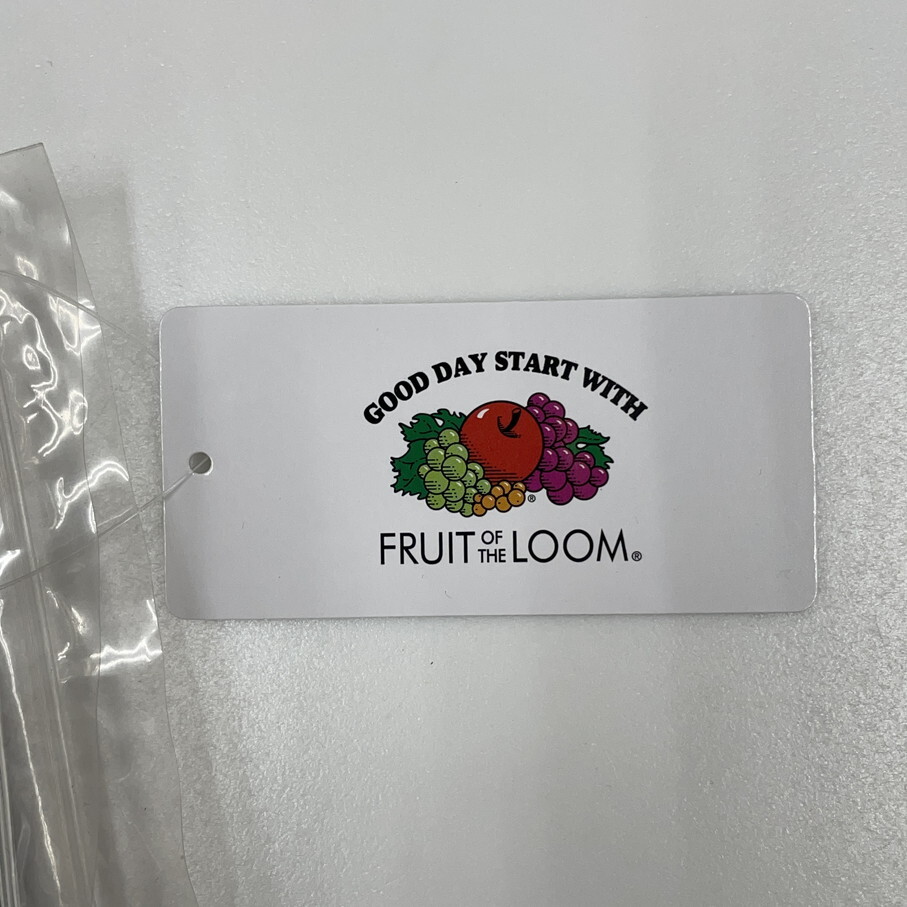 GOOD DAY START WITH
®
FRUIT OF THE LOOM®